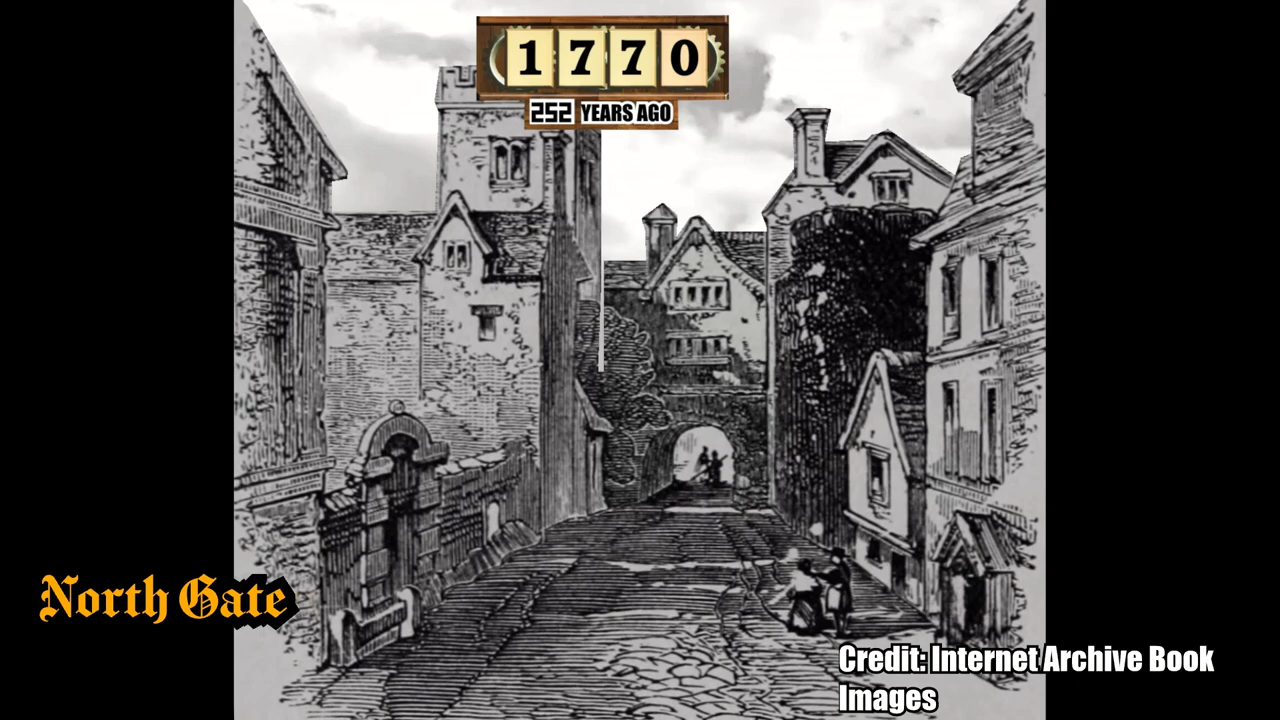 1770
252 YEARS AGO
North Gate
Credit: Internet Archive Book
Images